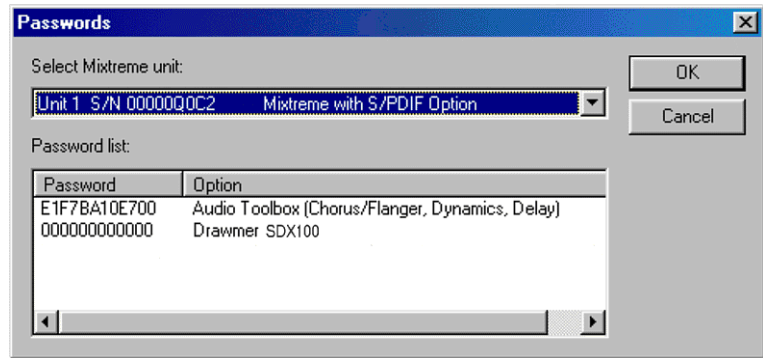 Passwords
Select Mixtreme unit:
OK
Unit 1 S/N 00000Q0C2 Mixtreme with S/PDIF Option
Cancel
Password list:
Password Option
E1F7BA10E700 Audio Toolbox (Chorus/Flanger, Dynamics, Delay)
000000000000 Drawmer SDX100